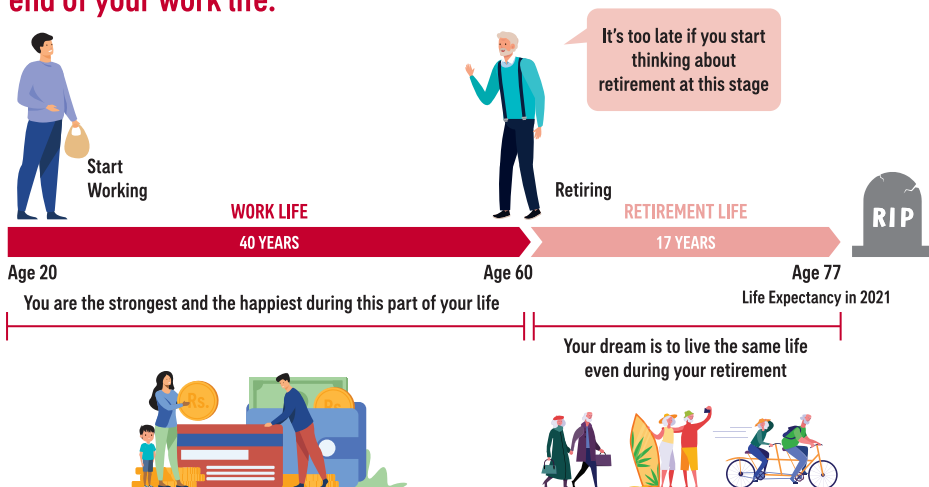 end of your work life.
It's too late if you start
thinking about
retirement at this stage
Start
Working
Retiring
WORK LIFE
RETIREMENT LIFE
40 YEARS
17 YEARS
RIP
Age 20
Age 60
Age 77
You are the strongest and the happiest during this part of your life
Life Expectancy in 2021
Your dream is to live the same life
even during your retirement
Rs.
Rs.